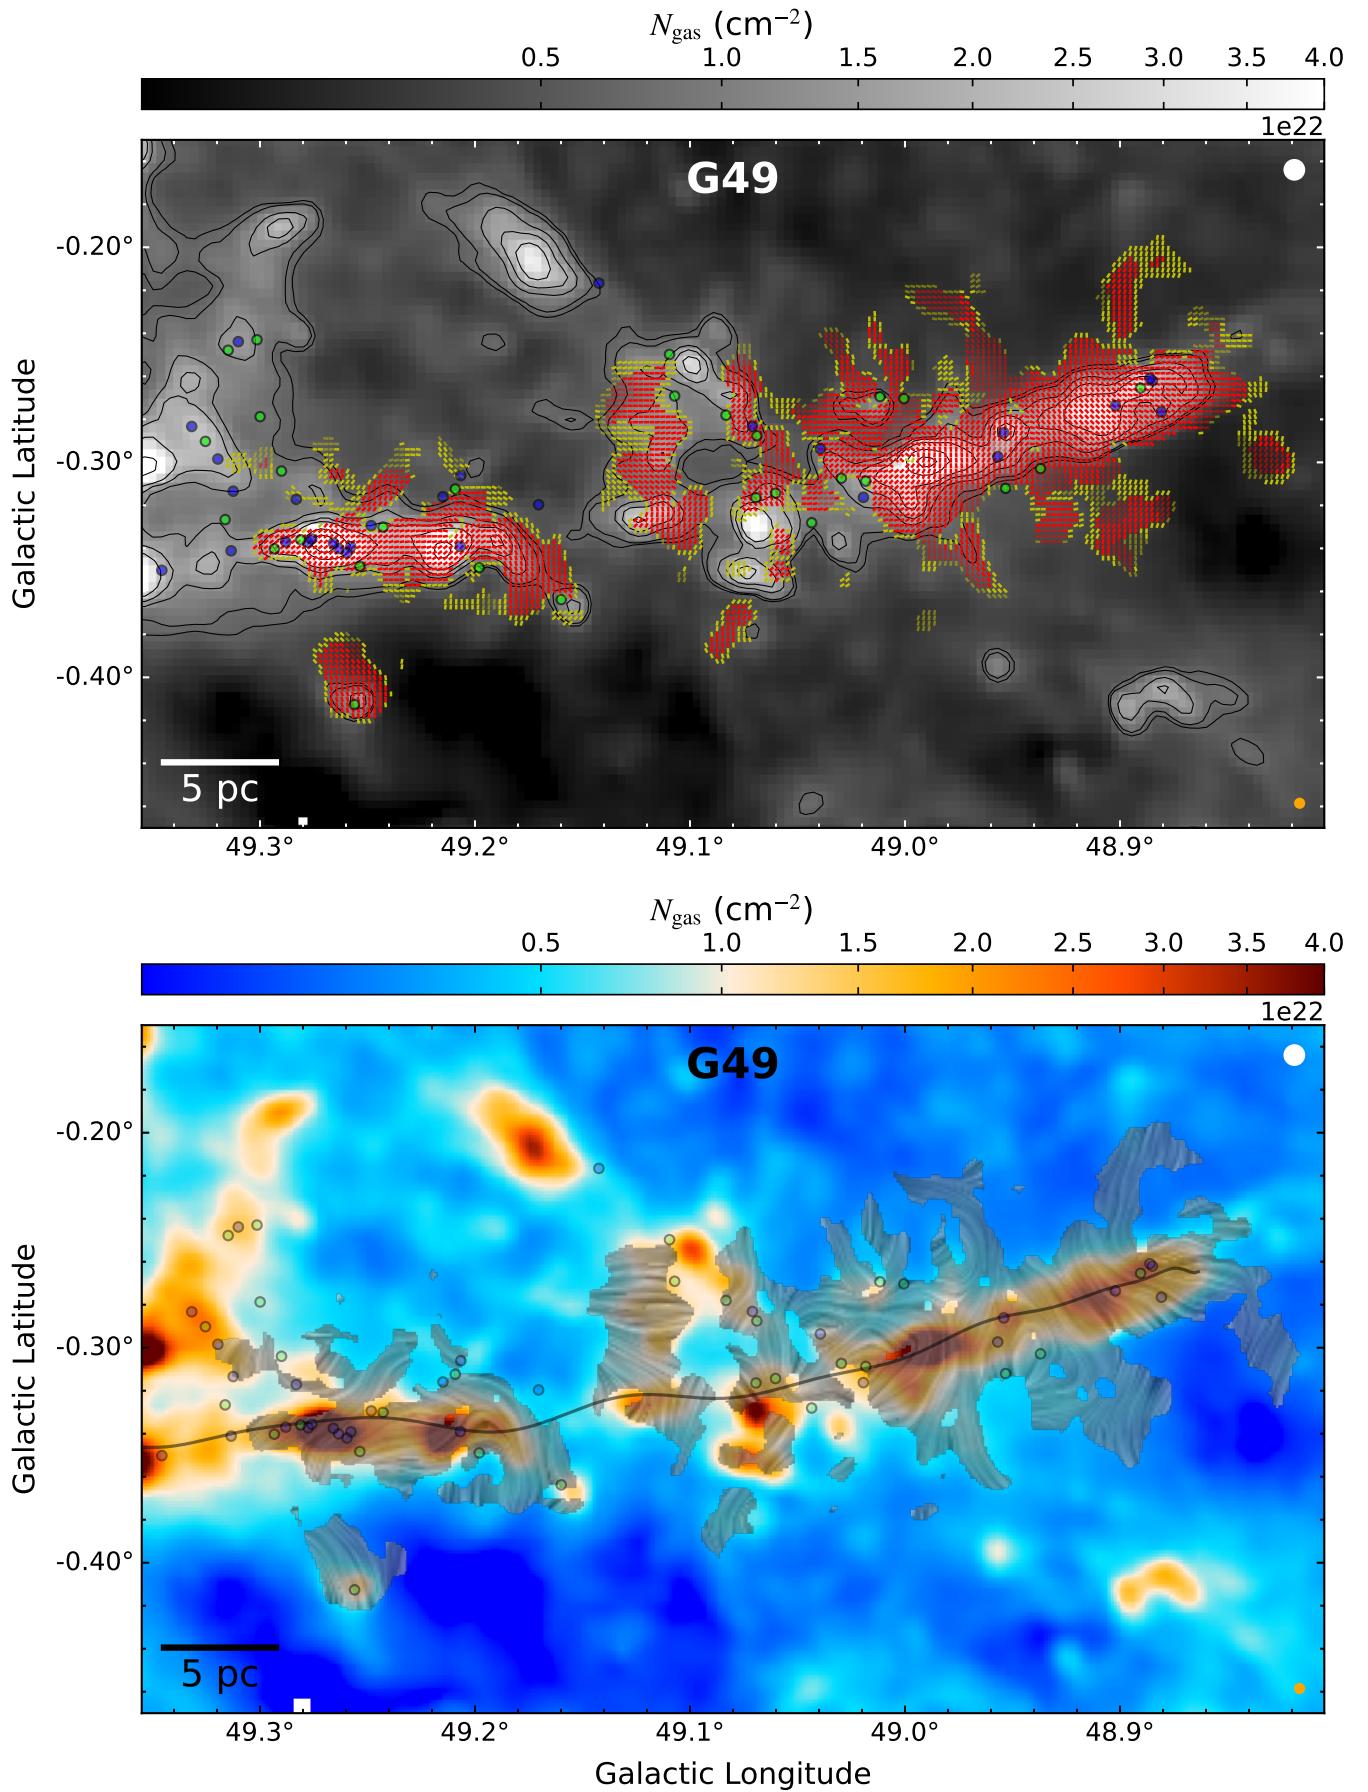 N_gas (cm⁻²)
0.5 1.0 1.5 2.0 2.5 3.0 3.5 4.0
1e22
G49
-0.20°
-0.30°
-0.40°
Galactic Latitude
5 pc
49.3° 49.2° 49.1° 49.0° 48.9°
N_gas (cm⁻²)
0.5 1.0 1.5 2.0 2.5 3.0 3.5 4.0
1e22
G49
-0.20°
-0.30°
-0.40°
Galactic Latitude
5 pc
49.3° 49.2° 49.1° 49.0° 48.9°
Galactic Longitude